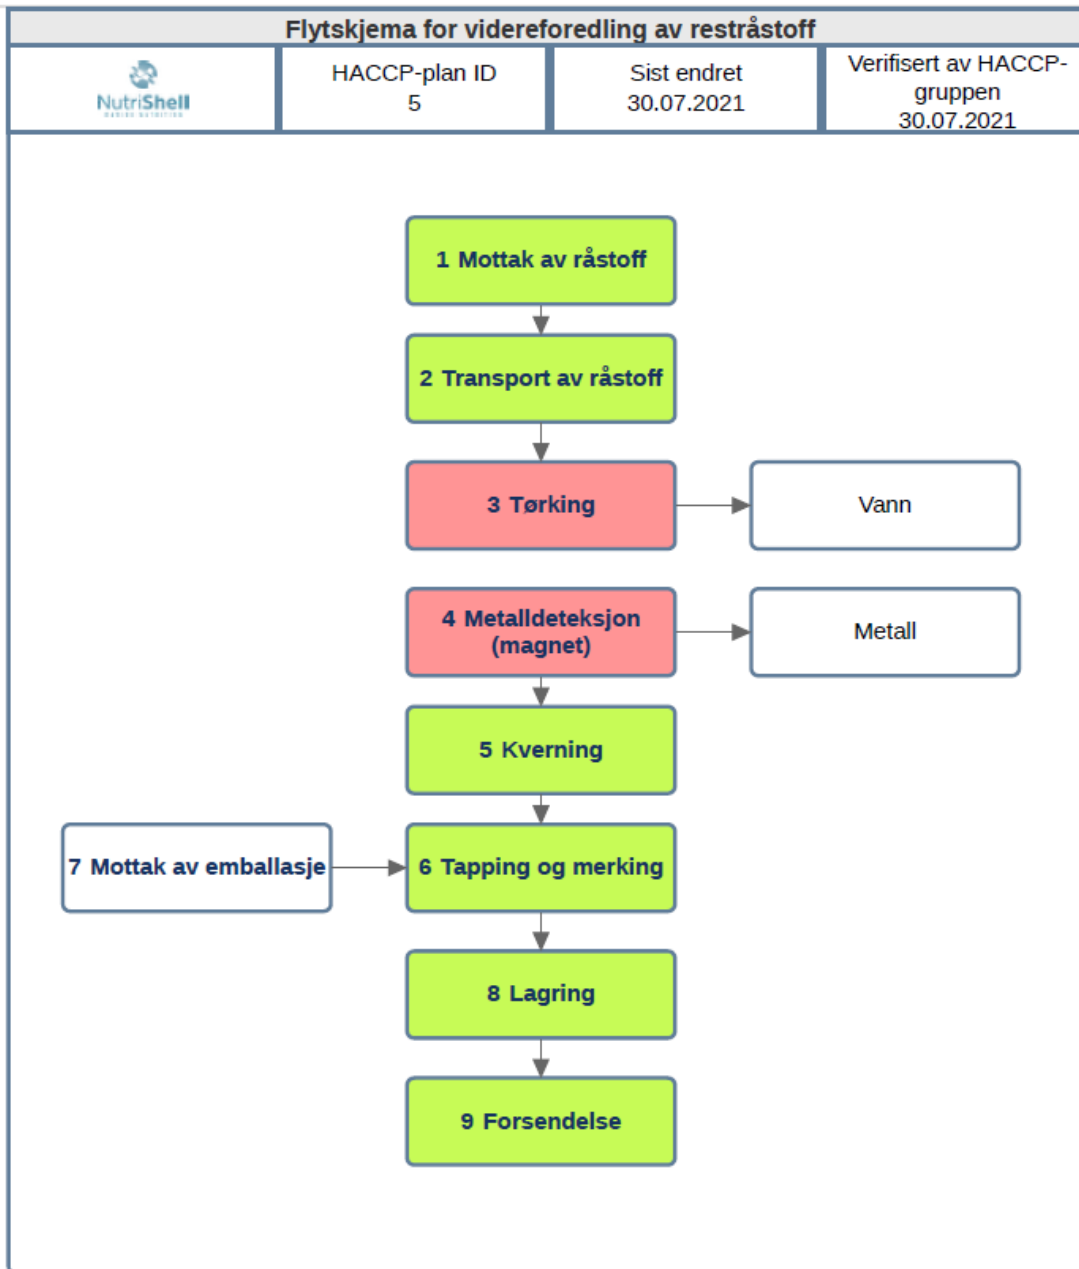 Flytskjema for videreforedling av restråstoff
NutriShell
MARINE NUTRITION
HACCP-plan ID
5
Sist endret
30.07.2021
Verifisert av HACCP-
gruppen
30.07.2021
1 Mottak av råstoff
2 Transport av råstoff
3 Tørking
Vann
4 Metalldeteksjon
(magnet)
Metall
5 Kverning
7 Mottak av emballasje
6 Tapping og merking
8 Lagring
9 Forsendelse